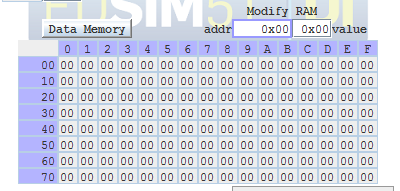 EDSIM51DI
Modify RAM
Data Memory addr 0x00 0x00 value
0 1 2 3 4 5 6 7 8 9 A B C D E F
00 00 00 00 00 00 00 00 00 00 00 00 00 00 00 00 00
10 00 00 00 00 00 00 00 00 00 00 00 00 00 00 00 00
20 00 00 00 00 00 00 00 00 00 00 00 00 00 00 00 00
30 00 00 00 00 00 00 00 00 00 00 00 00 00 00 00 00
40 00 00 00 00 00 00 00 00 00 00 00 00 00 00 00 00
50 00 00 00 00 00 00 00 00 00 00 00 00 00 00 00 00
60 00 00 00 00 00 00 00 00 00 00 00 00 00 00 00 00
70 00 00 00 00 00 00 00 00 00 00 00 00 00 00 00 00